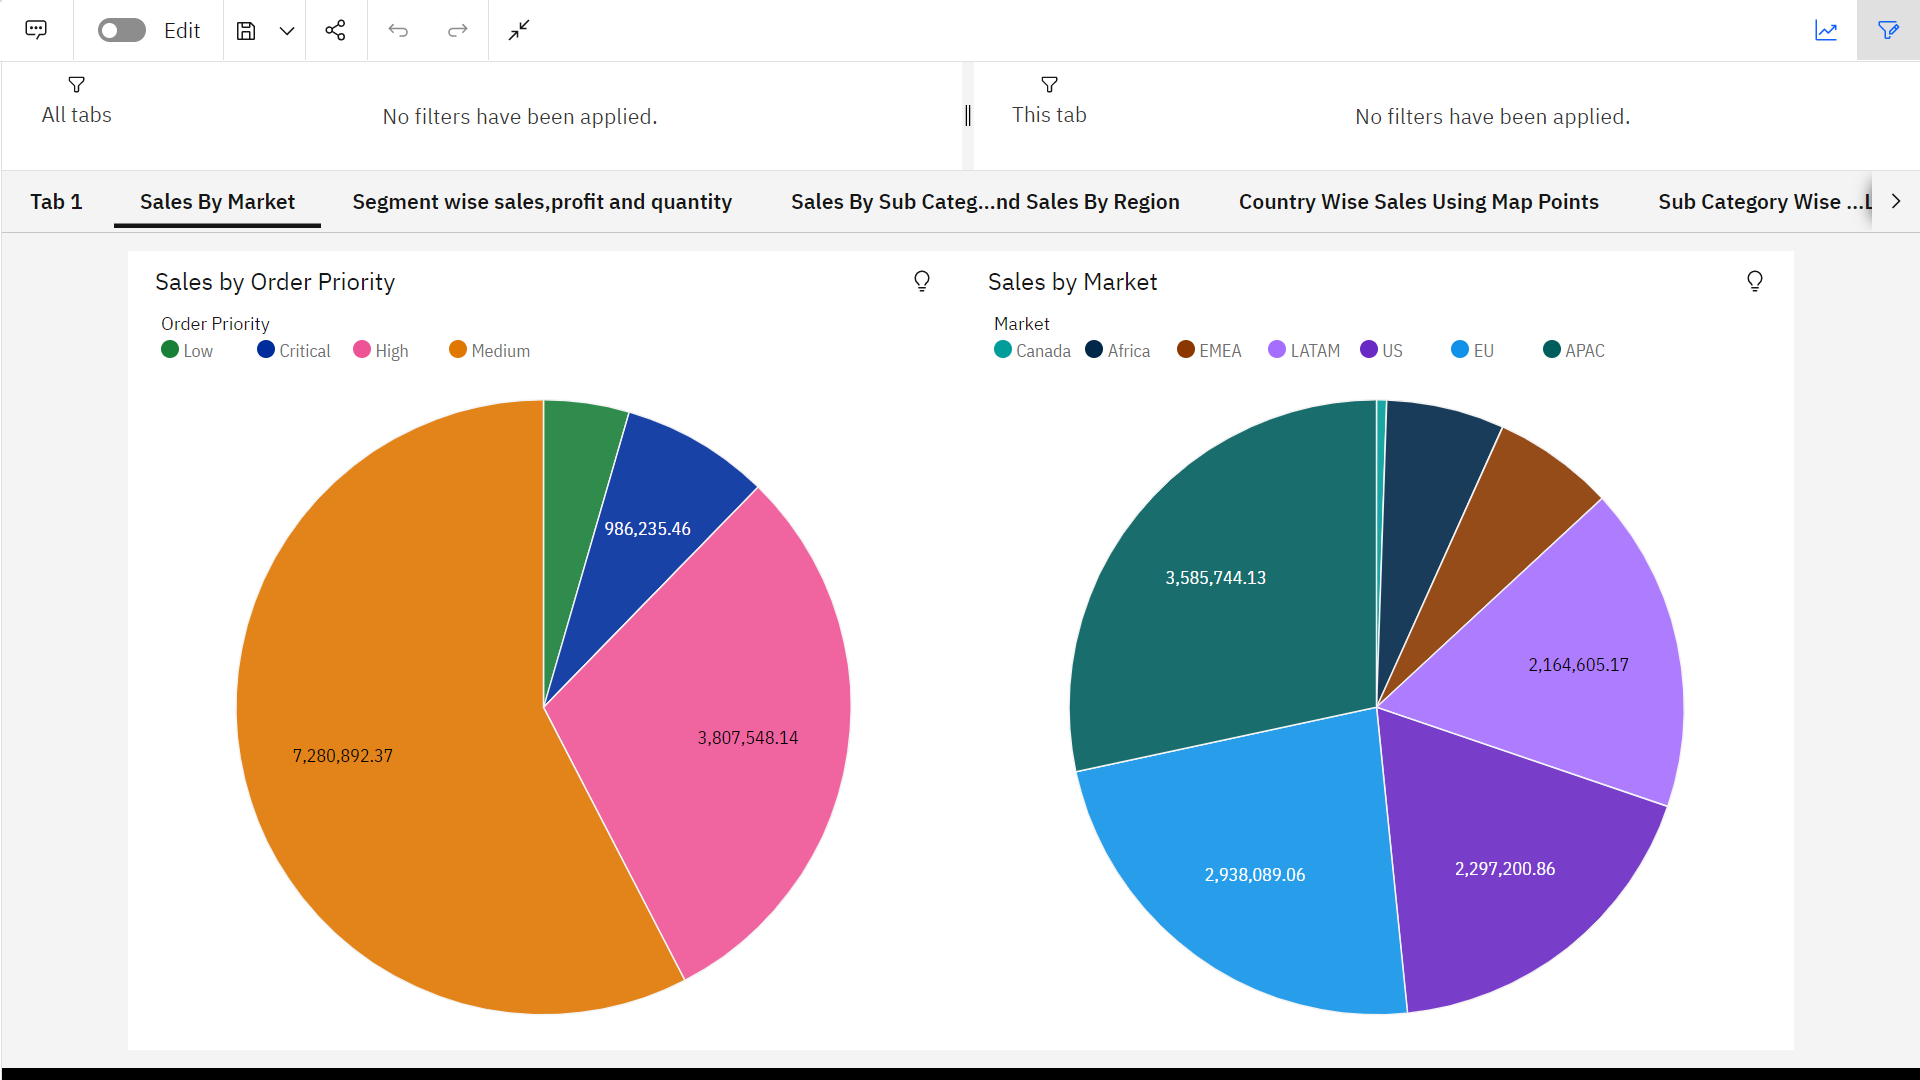 Edit
All tabs
No filters have been applied.
This tab
No filters have been applied.
Tab 1
Sales By Market
Segment wise sales,profit and quantity
Sales By Sub Categ...nd Sales By Region
Country Wise Sales Using Map Points
Sub Category Wise ...L
Sales by Order Priority
Order Priority
Low
Critical
High
Medium
986,235.46
3,807,548.14
7,280,892.37
Sales by Market
Market
Canada
Africa
EMEA
LATAM
US
EU
APAC
3,585,744.13
2,164,605.17
2,297,200.86
2,938,089.06